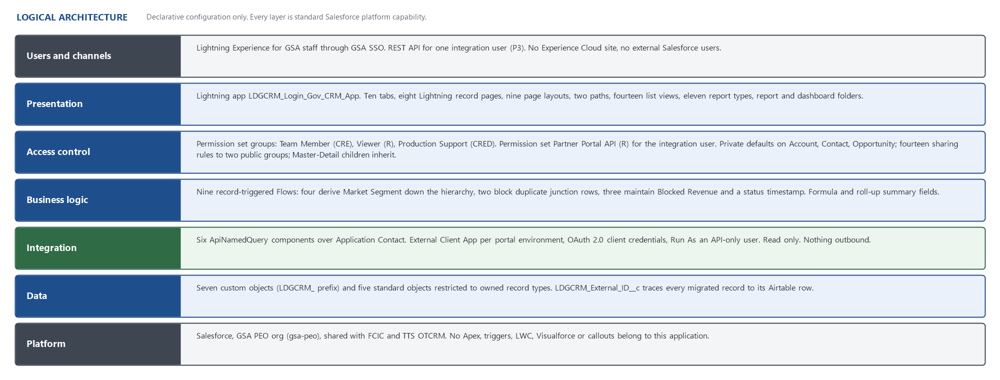 LOGICAL ARCHITECTURE
Declarative configuration only. Every layer is standard Salesforce platform capability.
Users and channels
Lightning Experience for GSA staff through GSA SSO. REST API for one integration user (P3). No Experience Cloud site, no external Salesforce users.
Presentation
Lightning app LDGCRM_Login_Gov_CRM_App. Ten tabs, eight Lightning record pages, nine page layouts, two paths, fourteen list views, eleven report types, report and dashboard folders.
Access control
Permission set groups: Team Member (CRE), Viewer (R), Production Support (CRED). Permission set Partner Portal API (R) for the integration user. Private defaults on Account, Contact, Opportunity; fourteen sharing
rules to two public groups; Master-Detail children inherit.
Business logic
Nine record-triggered Flows: four derive Market Segment down the hierarchy, two block duplicate junction rows, three maintain Blocked Revenue and a status timestamp. Formula and roll-up summary fields.
Integration
Six ApiNamedQuery components over Application Contact. External Client App per portal environment, OAuth 2.0 client credentials, Run As an API-only user. Read only. Nothing outbound.
Data
Seven custom objects (LDGCRM_ prefix) and five standard objects restricted to owned record types. LDGCRM_External_ID__c traces every migrated record to its Airtable row.
Platform
Salesforce, GSA PEO org (gsa-peo), shared with FCIC and TTS OTCRM. No Apex, triggers, LWC, Visualforce or callouts belong to this application.